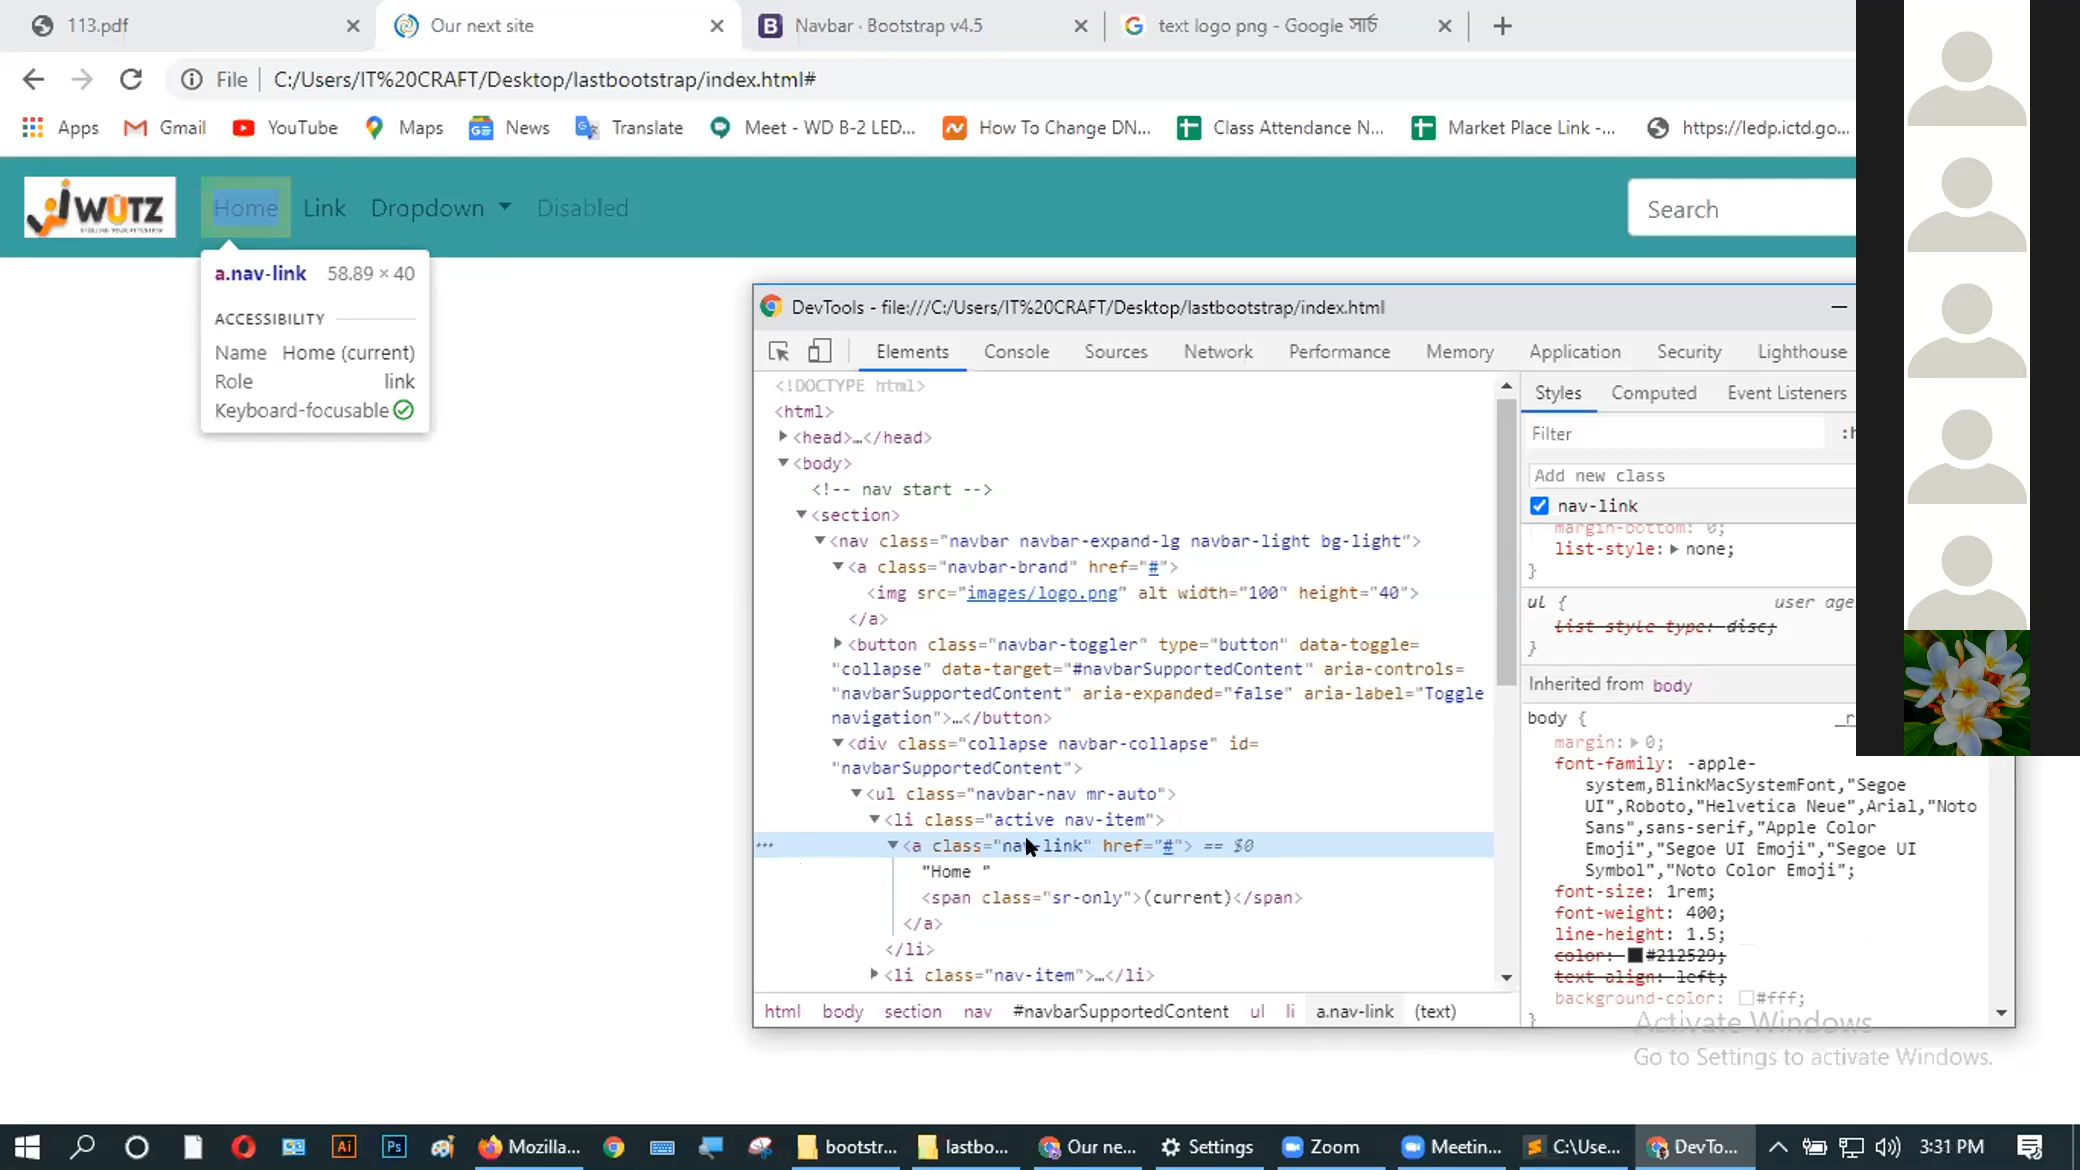 113.pdf
Our next site
Navbar · Bootstrap v4.5
text logo png - Google সার্চ
File
C:/Users/IT%20CRAFT/Desktop/lastbootstrap/index.html#
Apps
Gmail
YouTube
Maps
News
Translate
Meet - WD B-2 LED...
How To Change DN...
Class Attendance N...
Market Place Link -...
https://ledp.ictd.go...
WUTZ
Home
Link
Dropdown
Disabled
Search
a.nav-link 58.89 × 40
ACCESSIBILITY
Name Home (current)
Role link
Keyboard-focusable
DevTools - file:///C:/Users/IT%20CRAFT/Desktop/lastbootstrap/index.html
Elements Console Sources Network Performance Memory Application Security Lighthouse
<!DOCTYPE html>
<html>
<head>…</head>
<body>
<!-- nav start -->
<section>
<nav class="navbar navbar-expand-lg navbar-light bg-light">
<a class="navbar-brand" href="#">
<img src="images/logo.png" alt width="100" height="40">
</a>
<button class="navbar-toggler" type="button" data-toggle=
"collapse" data-target="#navbarSupportedContent" aria-controls=
"navbarSupportedContent" aria-expanded="false" aria-label="Toggle
navigation">…</button>
<div class="collapse navbar-collapse" id=
"navbarSupportedContent">
<ul class="navbar-nav mr-auto">
<li class="active nav-item">
<a class="nav-link" href="#"> == $0
"Home "
<span class="sr-only">(current)</span>
</a>
</li>
<li class="nav-item">…</li>
html body section nav #navbarSupportedContent ul li a.nav-link (text)
Styles Computed Event Listeners
Filter :h
Add new class
nav-link
margin-bottom: 0;
list-style: none;
}
ul { user age
list-style-type: disc;
}
Inherited from body
body { _r
margin: 0;
font-family: -apple-
system,BlinkMacSystemFont,"Segoe
UI",Roboto,"Helvetica Neue",Arial,"Noto
Sans",sans-serif,"Apple Color
Emoji","Segoe UI Emoji","Segoe UI
Symbol","Noto Color Emoji";
font-size: 1rem;
font-weight: 400;
line-height: 1.5;
color: #212529;
text-align: left;
background-color: #fff;
}
Activate Windows
Go to Settings to activate Windows.
Ai
Ps
Mozilla...
bootstr...
lastbo...
Our ne...
Settings
Zoom
Meetin...
C:\Use...
DevTo...
3:31 PM